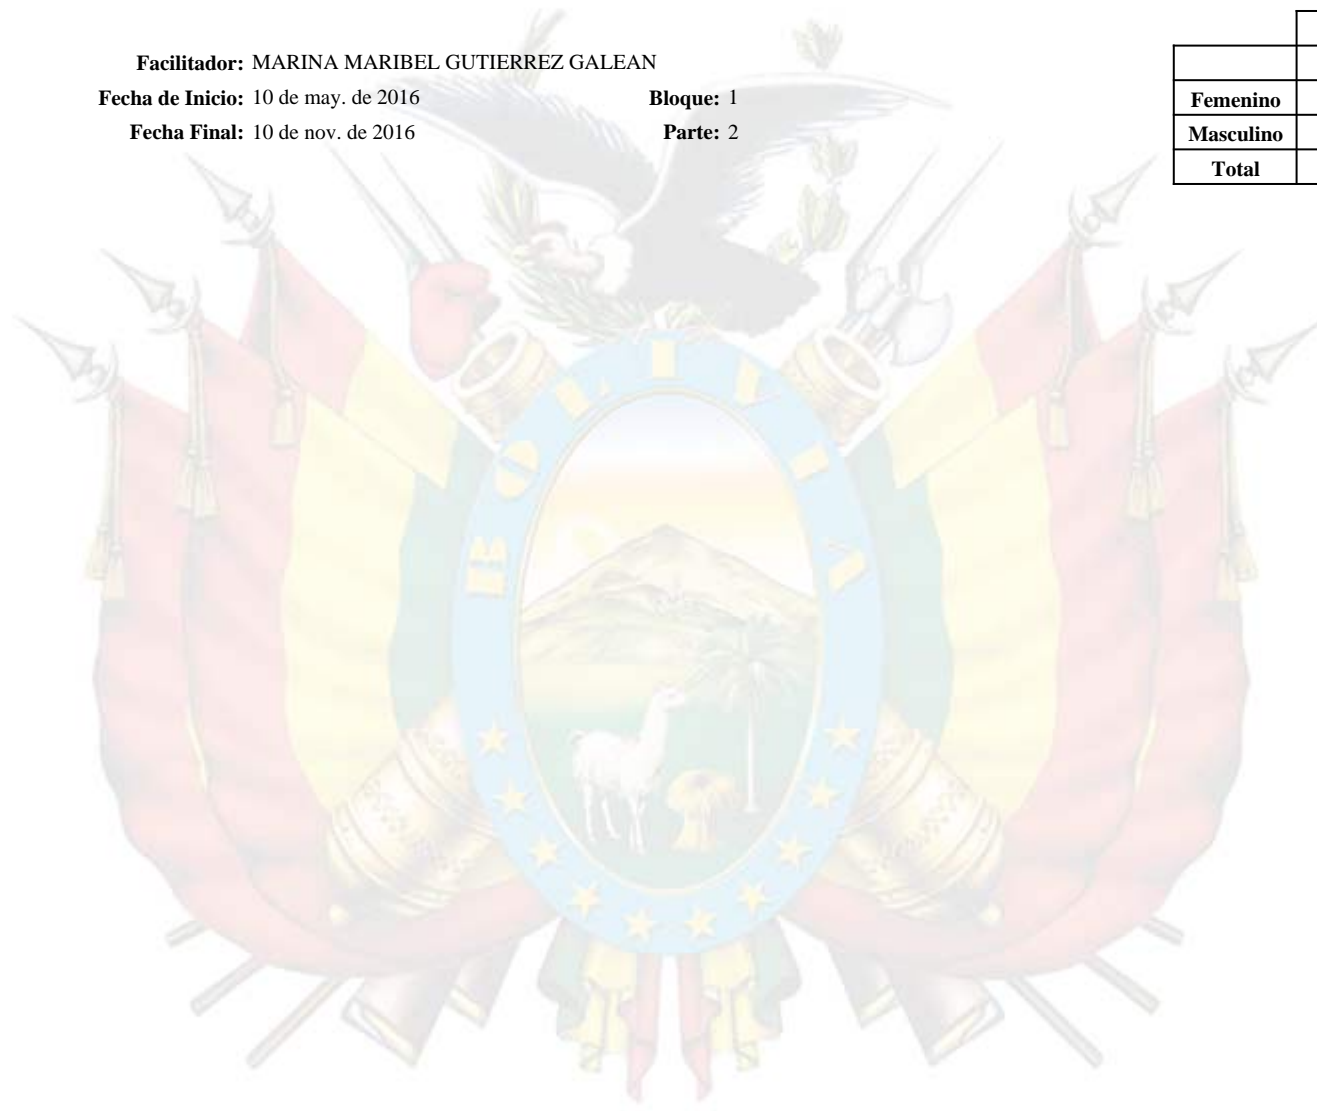 Facilitador: MARINA MARIBEL GUTIERREZ GALEAN
Fecha de Inicio: 10 de may. de 2016 Bloque: 1
Fecha Final: 10 de nov. de 2016 Parte: 2
Femenino
Masculino
Total
BOLIVIA